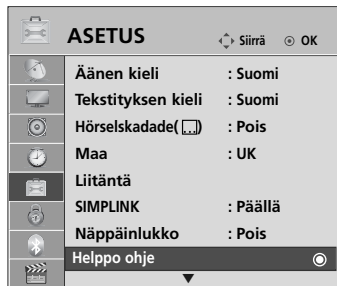 ASETUS Siirrä OK
Äänen kieli : Suomi
Tekstityksen kieli : Suomi
Hörselskadade( ) : Pois
Maa : UK
Liitäntä
SIMPLINK : Päällä
Näppäinlukko : Pois
Helppo ohje